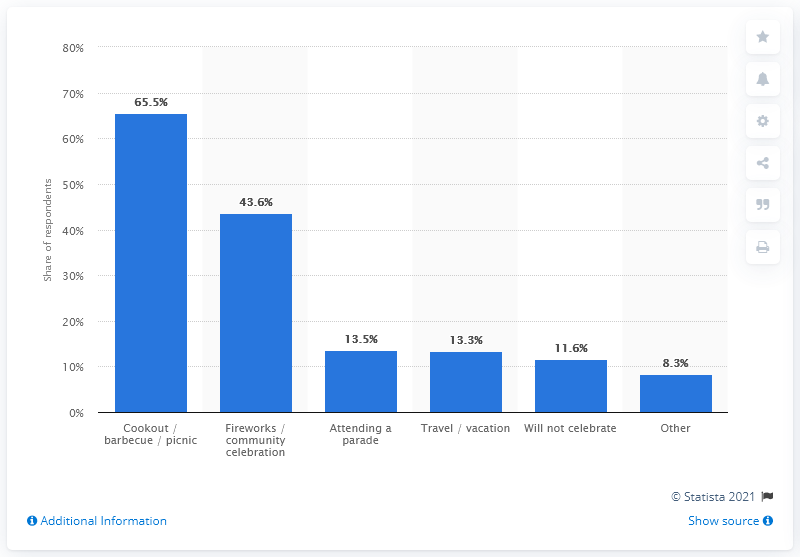 80%
70%
60%
50%
40%
30%
20%
10%
0%
Share of respondents
65.5%
43.6%
13.5%
13.3%
11.6%
8.3%
Cookout /
barbecue / picnic
Fireworks /
community
celebration
Attending a
parade
Travel / vacation
Will not celebrate
Other
© Statista 2021
Additional Information
Show source